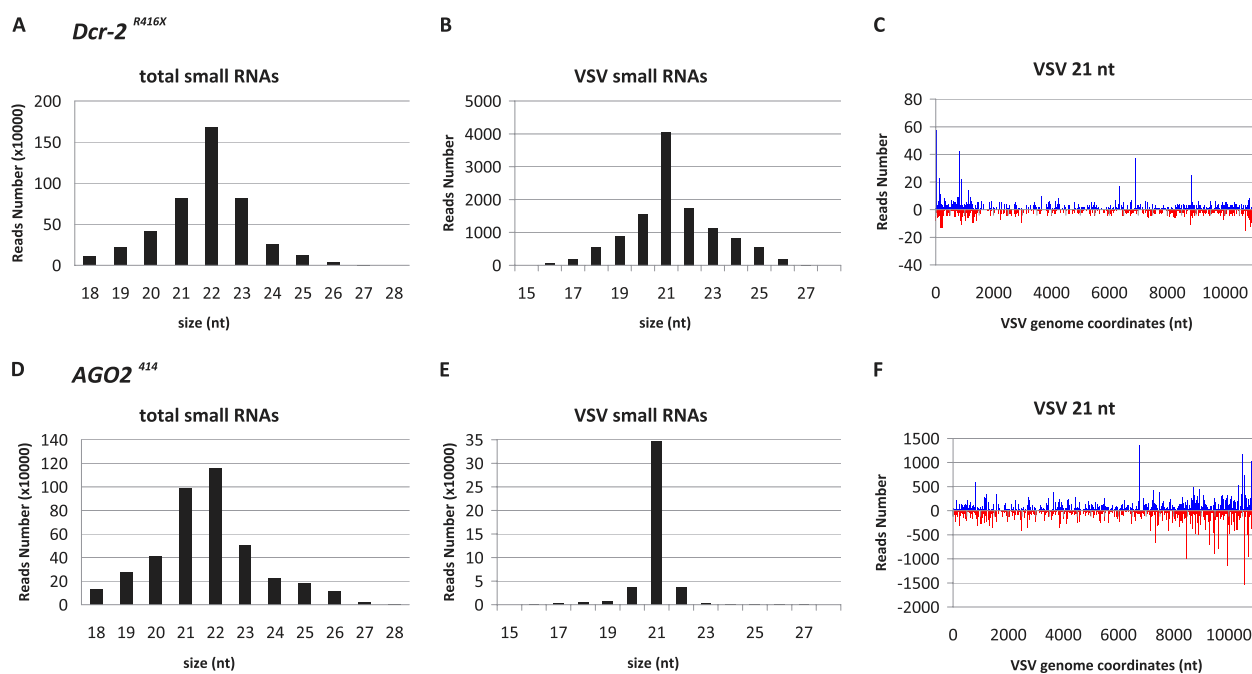 A Dcr-2 R416X
total small RNAs
Reads Number (x10000)
200
150
100
50
0
18 19 20 21 22 23 24 25 26 27 28
size (nt)
B
VSV small RNAs
Reads Number
5000
4000
3000
2000
1000
0
15 17 19 21 23 25 27
size (nt)
C
VSV 21 nt
Reads Number
80
60
40
20
0
-20
-40
0 2000 4000 6000 8000 10000
VSV genome coordinates (nt)
D AGO2 414
total small RNAs
Reads Number (x10000)
140
120
100
80
60
40
20
0
18 19 20 21 22 23 24 25 26 27 28
size (nt)
E
VSV small RNAs
Reads Number (x10000)
35
30
25
20
15
10
5
0
15 17 19 21 23 25 27
size (nt)
F
VSV 21 nt
Reads Number
1500
1000
500
0
-500
-1000
-1500
-2000
0 2000 4000 6000 8000 10000
VSV genome coordinates (nt)